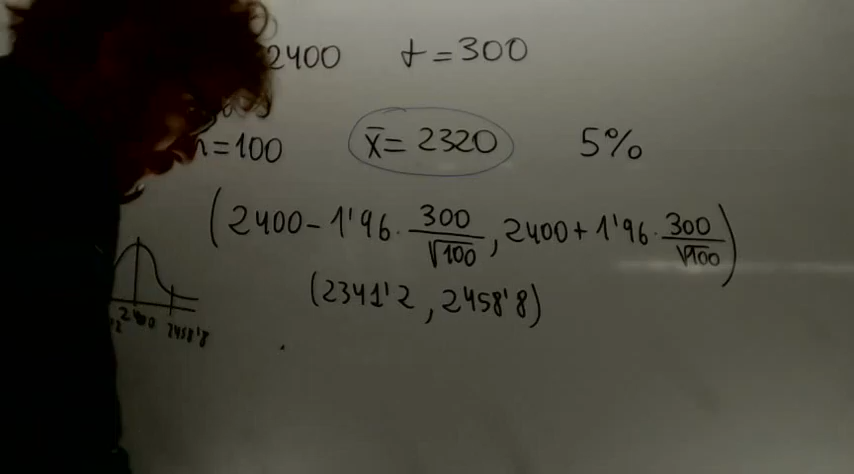 2400 σ = 300
n = 100 x̄ = 2320 5%
(2400 - 1'96 · 300/√100, 2400 + 1'96 · 300/√100)
(2341'2, 2458'8)
2400 2458'8